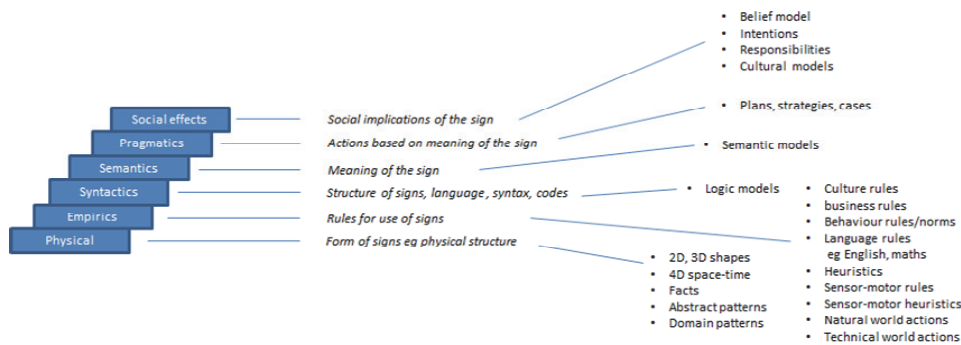 • Belief model
• Intentions
• Responsibilities
• Cultural models
Social effects
Social implications of the sign
• Plans, strategies, cases
Pragmatics
Actions based on meaning of the sign
• Semantic models
Semantics
Meaning of the sign
Syntactics
Structure of signs, language, syntax, codes
• Logic models
Empirics
Rules for use of signs
• Culture rules
• business rules
• Behaviour rules/norms
• Language rules
eg English, maths
• Heuristics
• Sensor-motor rules
• Sensor-motor heuristics
• Natural world actions
• Technical world actions
Physical
Form of signs eg physical structure
• 2D, 3D shapes
• 4D space-time
• Facts
• Abstract patterns
• Domain patterns